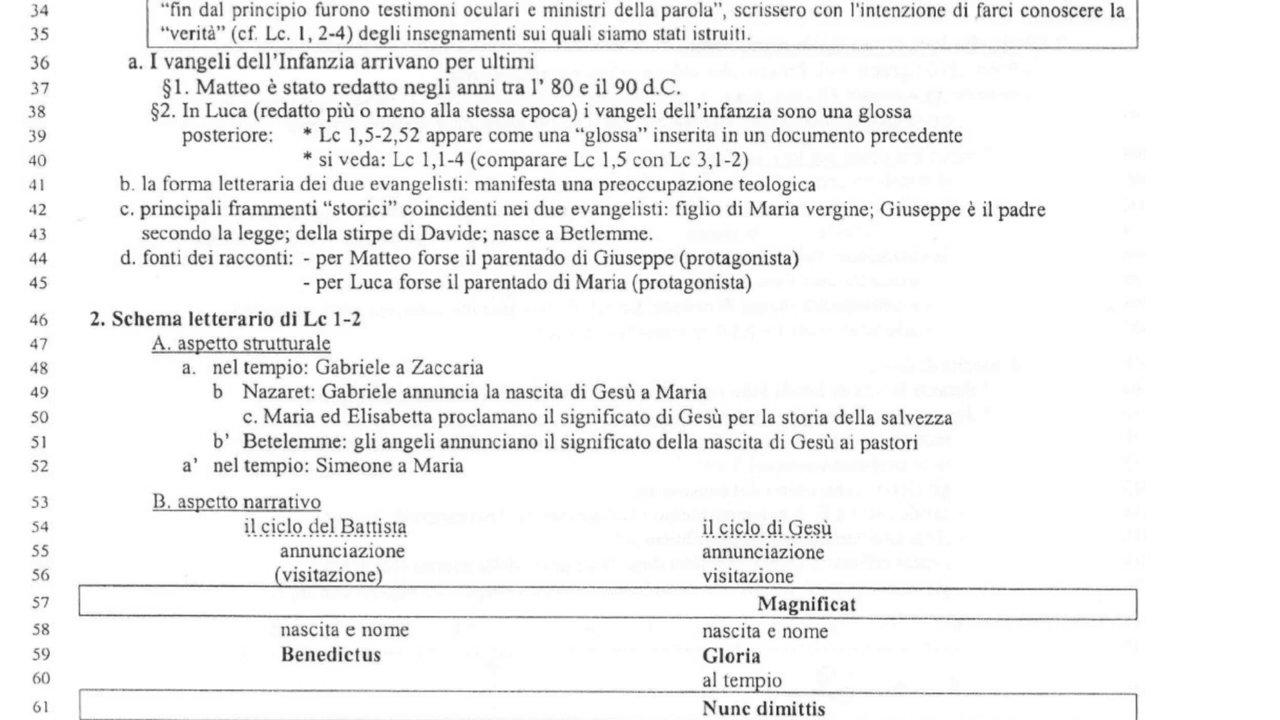 34 “fin dal principio furono testimoni oculari e ministri della parola”, scrissero con l'intenzione di farci conoscere la
35 “verità” (cf. Lc. 1, 2-4) degli insegnamenti sui quali siamo stati istruiti.
36 a. I vangeli dell'Infanzia arrivano per ultimi
37 §1. Matteo è stato redatto negli anni tra l' 80 e il 90 d.C.
38 §2. In Luca (redatto più o meno alla stessa epoca) i vangeli dell'infanzia sono una glossa
39 posteriore: * Lc 1,5-2,52 appare come una “glossa” inserita in un documento precedente
40 * si veda: Lc 1,1-4 (comparare Lc 1,5 con Lc 3,1-2)
41 b. la forma letteraria dei due evangelisti: manifesta una preoccupazione teologica
42 c. principali frammenti “storici” coincidenti nei due evangelisti: figlio di Maria vergine; Giuseppe è il padre
43 secondo la legge; della stirpe di Davide; nasce a Betlemme.
44 d. fonti dei racconti: - per Matteo forse il parentado di Giuseppe (protagonista)
45 - per Luca forse il parentado di Maria (protagonista)
46 2. Schema letterario di Lc 1-2
47 A. aspetto strutturale
48 a. nel tempio: Gabriele a Zaccaria
49 b Nazaret: Gabriele annuncia la nascita di Gesù a Maria
50 c. Maria ed Elisabetta proclamano il significato di Gesù per la storia della salvezza
51 b' Betelemme: gli angeli annunciano il significato della nascita di Gesù ai pastori
52 a' nel tempio: Simeone a Maria
53 B. aspetto narrativo
54 il ciclo del Battista il ciclo di Gesù
55 annunciazione annunciazione
56 (visitazione) visitazione
57 Magnificat
58 nascita e nome nascita e nome
59 Benedictus Gloria
60 al tempio
61 Nunc dimittis